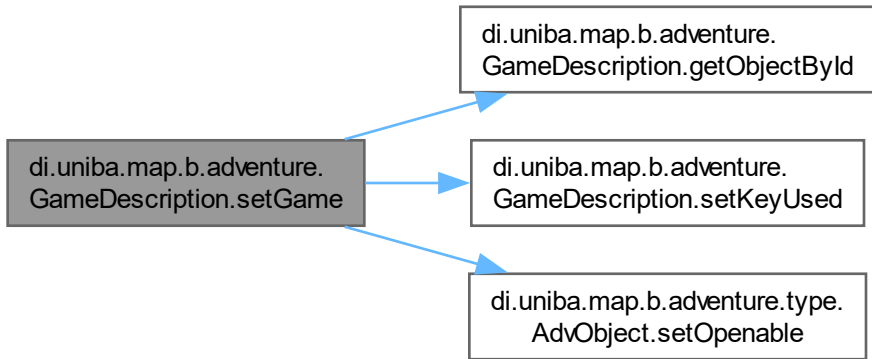 di.uniba.map.b.adventure.
GameDescription.getObjectById
di.uniba.map.b.adventure.
GameDescription.setGame
di.uniba.map.b.adventure.
GameDescription.setKeyUsed
di.uniba.map.b.adventure.type.
AdvObject.setOpenable